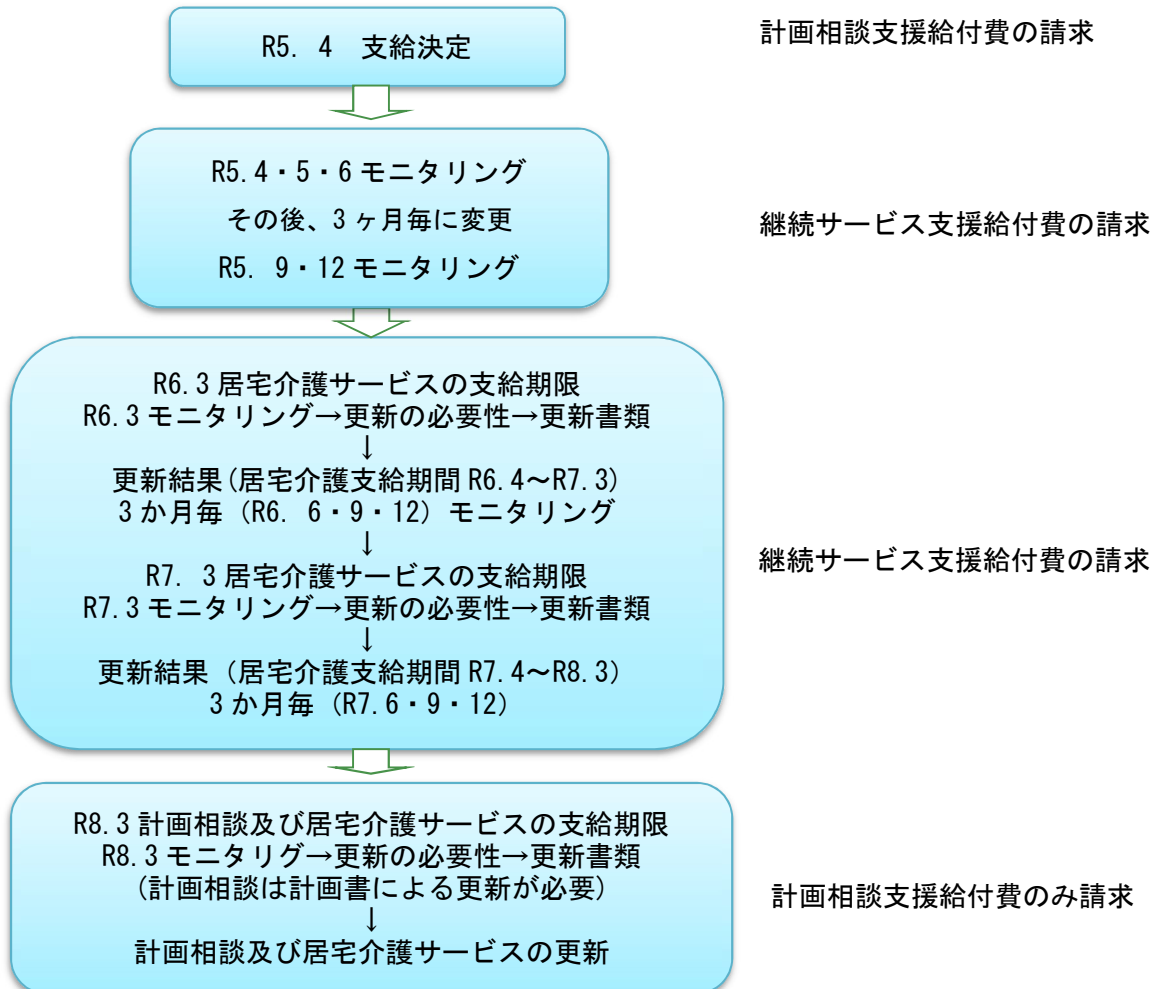 R5. 4 支給決定
計画相談支援給付費の請求
R5.4・5・6モニタリング
その後、3ヶ月毎に変更
R5. 9・12モニタリング
継続サービス支援給付費の請求
R6.3居宅介護サービスの支給期限
R6.3モニタリング→更新の必要性→更新書類
↓
更新結果(居宅介護支給期間R6.4～R7.3)
3か月毎（R6. 6・9・12）モニタリング
↓
R7. 3居宅介護サービスの支給期限
R7.3モニタリング→更新の必要性→更新書類
↓
更新結果（居宅介護支給期間R7.4～R8.3）
3か月毎（R7.6・9・12）
継続サービス支援給付費の請求
R8.3計画相談及び居宅介護サービスの支給期限
R8.3モニタリグ→更新の必要性→更新書類
(計画相談は計画書による更新が必要)
↓
計画相談及び居宅介護サービスの更新
計画相談支援給付費のみ請求